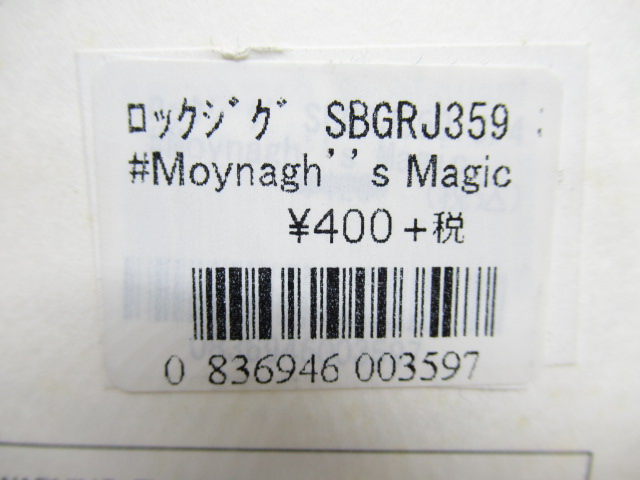 ﾛｯｸｼﾞｸﾞ SBGRJ359
#Moynagh''s Magic
¥400+税
0 836946 003597